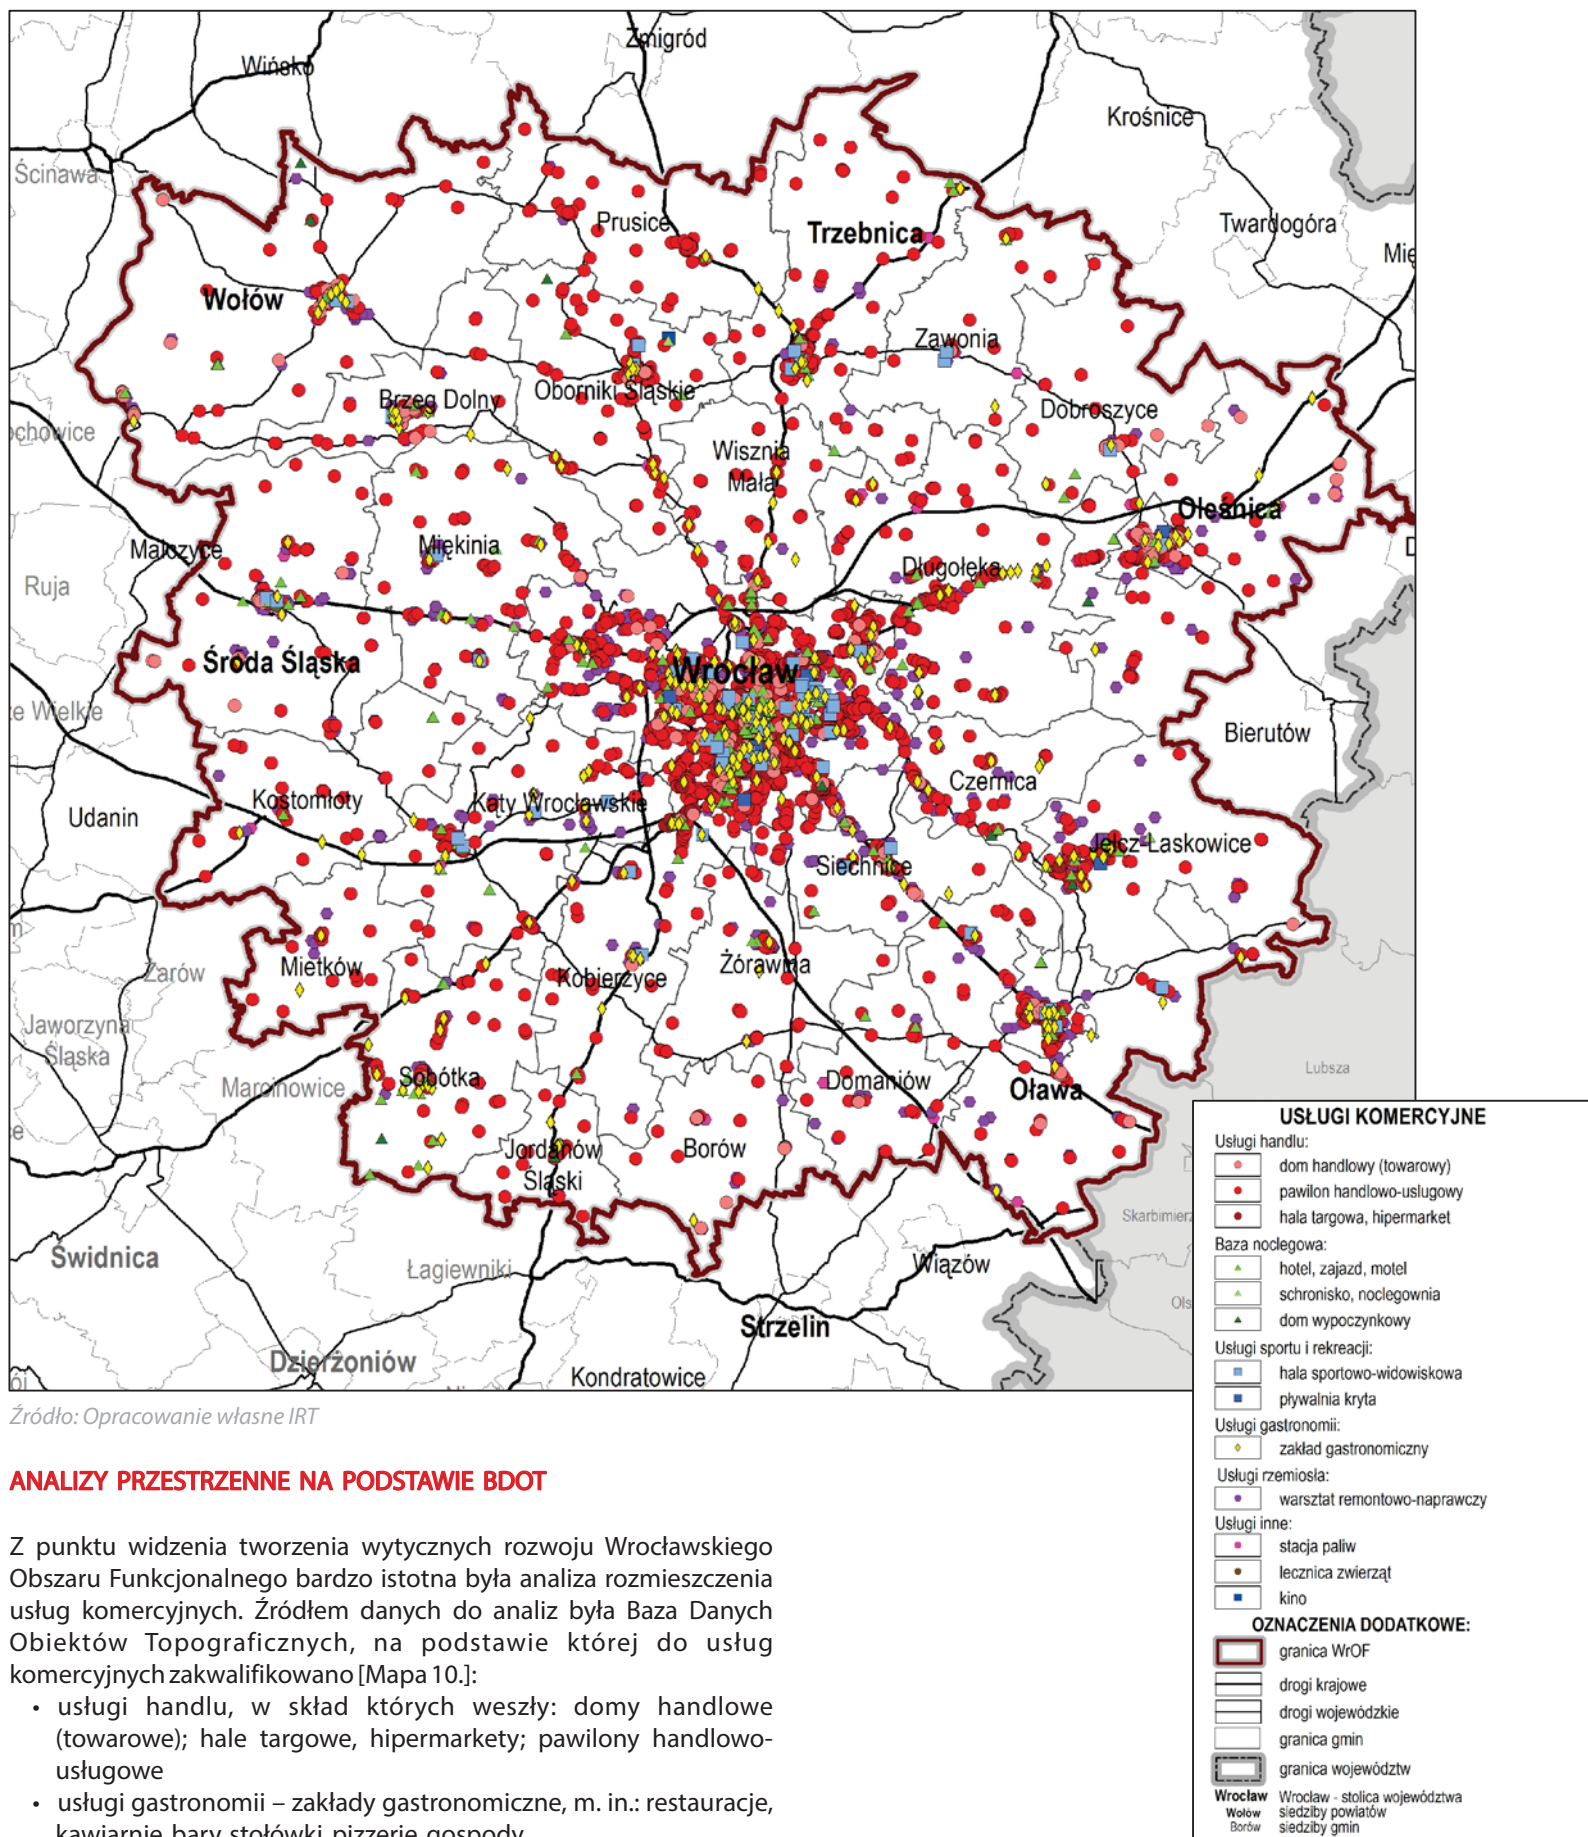 Żmigród
Wińsko
Krośnice
Ścinawa
Twardogóra
Prusice
Trzebnica
Wołów
Zawonia
Oborniki Śląskie
Brzeg Dolny
Dobroszyce
Wisznia
Mała
Oleśnica
Malczyce
Miękinia
Długołęka
Ruja
Środa Śląska
Wrocław
Bierutów
Udanin
Kostomłoty
Kąty Wrocławskie
Czernica
Jelcz-Laskowice
Siechnice
Żarów
Mietków
Kobierzyce
Żórawina
Jaworzyna
Śląska
Marcinowice
Sobótka
Domaniów
Oława
Lubsza
Jordanów
Śląski
Borów
Świdnica
Łagiewniki
Wiązów
Strzelin
Dzierżoniów
Kondratowice
USŁUGI KOMERCYJNE
Usługi handlu:
dom handlowy (towarowy)
pawilon handlowo-uslugowy
hala targowa, hipermarket
Baza noclegowa:
hotel, zajazd, motel
schronisko, noclegownia
dom wypoczynkowy
Usługi sportu i rekreacji:
hala sportowo-widowiskowa
pływalnia kryta
Usługi gastronomii:
zakład gastronomiczny
Usługi rzemiosła:
warsztat remontowo-naprawczy
Usługi inne:
stacja paliw
lecznica zwierząt
kino
OZNACZENIA DODATKOWE:
granica WrOF
drogi krajowe
drogi wojewódzkie
granica gmin
granica województw
Wrocław Wrocław - stolica województwa
Wołów siedziby powiatów
Borów siedziby gmin
Źródło: Opracowanie własne IRT
ANALIZY PRZESTRZENNE NA PODSTAWIE BDOT
Z punktu widzenia tworzenia wytycznych rozwoju Wrocławskiego
Obszaru Funkcjonalnego bardzo istotna była analiza rozmieszczenia
usług komercyjnych. Źródłem danych do analiz była Baza Danych
Obiektów Topograficznych, na podstawie której do usług
komercyjnych zakwalifikowano [Mapa 10.]:
• usługi handlu, w skład których weszły: domy handlowe
(towarowe); hale targowe, hipermarkety; pawilony handlowo-
usługowe
• usługi gastronomii – zakłady gastronomiczne, m. in.: restauracje,
kawiarnie bary stołówki pizzerie gospody